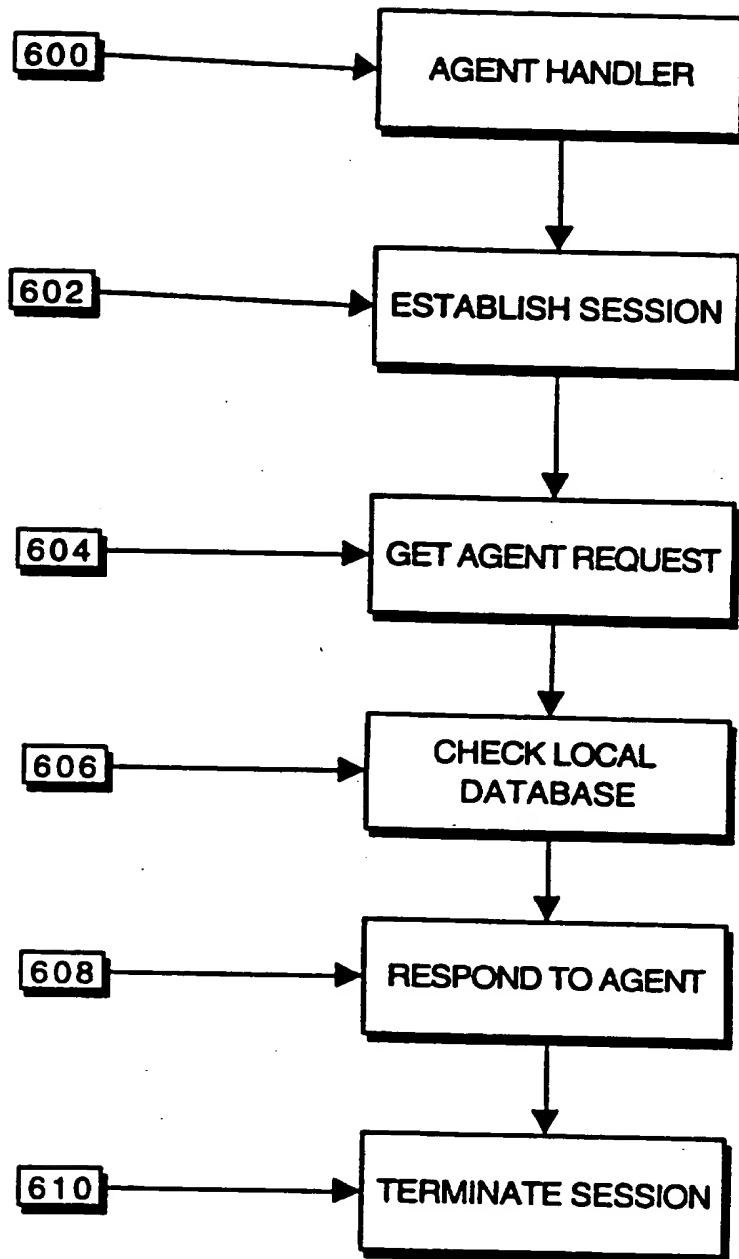 600
AGENT HANDLER
602
ESTABLISH SESSION
604
GET AGENT REQUEST
606
CHECK LOCAL
DATABASE
608
RESPOND TO AGENT
610
TERMINATE SESSION